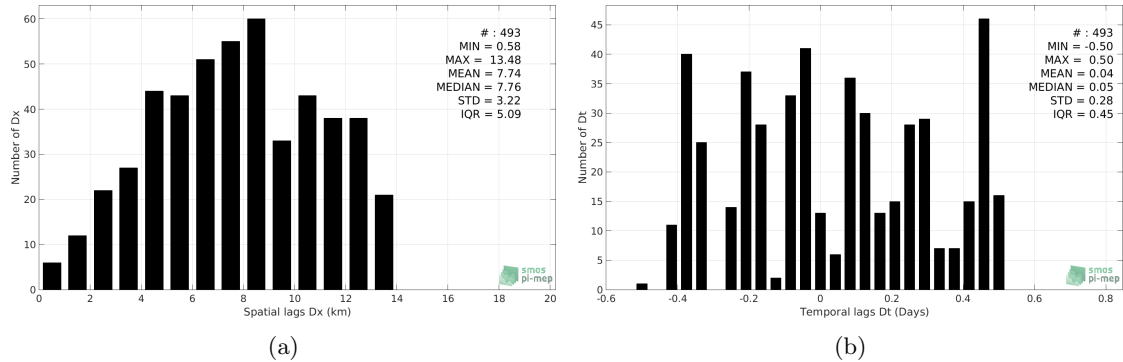 60
50
40
30
20
10
0
Number of Dx
# : 493
MIN = 0.58
MAX = 13.48
MEAN = 7.74
MEDIAN = 7.76
STD = 3.22
IQR = 5.09
smos
pi-mep
0 2 4 6 8 10 12 14 16 18 20
Spatial lags Dx (km)
(a)
45
40
35
30
25
20
15
10
5
0
Number of Dt
# : 493
MIN = -0.50
MAX = 0.50
MEAN = 0.04
MEDIAN = 0.05
STD = 0.28
IQR = 0.45
smos
pi-mep
-0.6 -0.4 -0.2 0 0.2 0.4 0.6 0.8
Temporal lags Dt (Days)
(b)